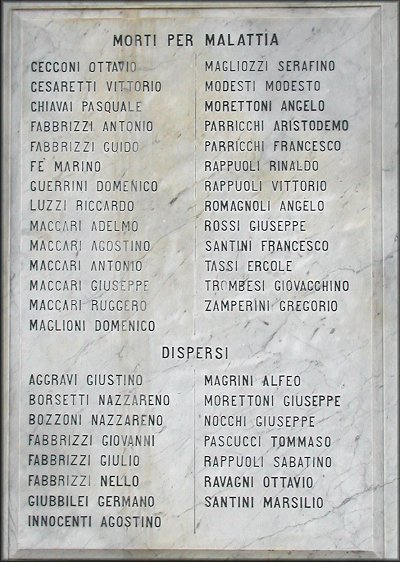 MORTI PER MALATTIA
CECCONI OTTAVIO
CESARETTI VITTORIO
CHIAVAI PASQUALE
FABBRIZZI ANTONIO
FABBRIZZI GUIDO
FÈ MARINO
GUERRINI DOMENICO
LUZZI RICCARDO
MACCARI ADELMO
MACCARI AGOSTINO
MACCARI ANTONIO
MACCARI GIUSEPPE
MACCARI RUGGERO
MAGLIONI DOMENICO
MAGLIOZZI SERAFINO
MODESTI MODESTO
MORETTONI ANGELO
PARRICCHI ARISTODEMO
PARRICCHI FRANCESCO
RAPPUOLI RINALDO
RAPPUOLI VITTORIO
ROMAGNOLI ANGELO
ROSSI GIUSEPPE
SANTINI FRANCESCO
TASSI ERCOLE
TROMBESI GIOVACCHINO
ZAMPERINI GREGORIO
DISPERSI
AGGRAVI GIUSTINO
BORSETTI NAZZARENO
BOZZONI NAZZARENO
FABBRIZZI GIOVANNI
FABBRIZZI GIULIO
FABBRIZZI NELLO
GIUBBILEI GERMANO
INNOCENTI AGOSTINO
MAGRINI ALFEO
MORETTONI GIUSEPPE
NOCCHI GIUSEPPE
PASCUCCI TOMMASO
RAPPUOLI SABATINO
RAVAGNI OTTAVIO
SANTINI MARSILIO